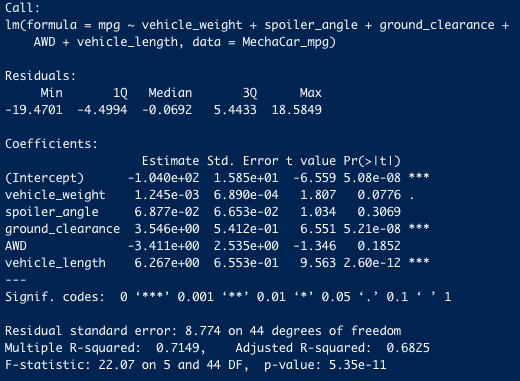 Call:
lm(formula = mpg ~ vehicle_weight + spoiler_angle + ground_clearance +
    AWD + vehicle_length, data = MechaCar_mpg)

Residuals:
     Min       1Q   Median       3Q      Max
-19.4701  -4.4994  -0.0692   5.4433  18.5849

Coefficients:
                   Estimate Std. Error t value Pr(>|t|)
(Intercept)      -1.040e+02  1.585e+01  -6.559 5.08e-08 ***
vehicle_weight    1.245e-03  6.890e-04   1.807   0.0776 .
spoiler_angle     6.877e-02  6.653e-02   1.034   0.3069
ground_clearance  3.546e+00  5.412e-01   6.551 5.21e-08 ***
AWD              -3.411e+00  2.535e+00  -1.346   0.1852
vehicle_length    6.267e+00  6.553e-01   9.563 2.60e-12 ***
---
Signif. codes:  0 ‘***’ 0.001 ‘**’ 0.01 ‘*’ 0.05 ‘.’ 0.1 ‘ ’ 1

Residual standard error: 8.774 on 44 degrees of freedom
Multiple R-squared:  0.7149,    Adjusted R-squared:  0.6825
F-statistic: 22.07 on 5 and 44 DF,  p-value: 5.35e-11